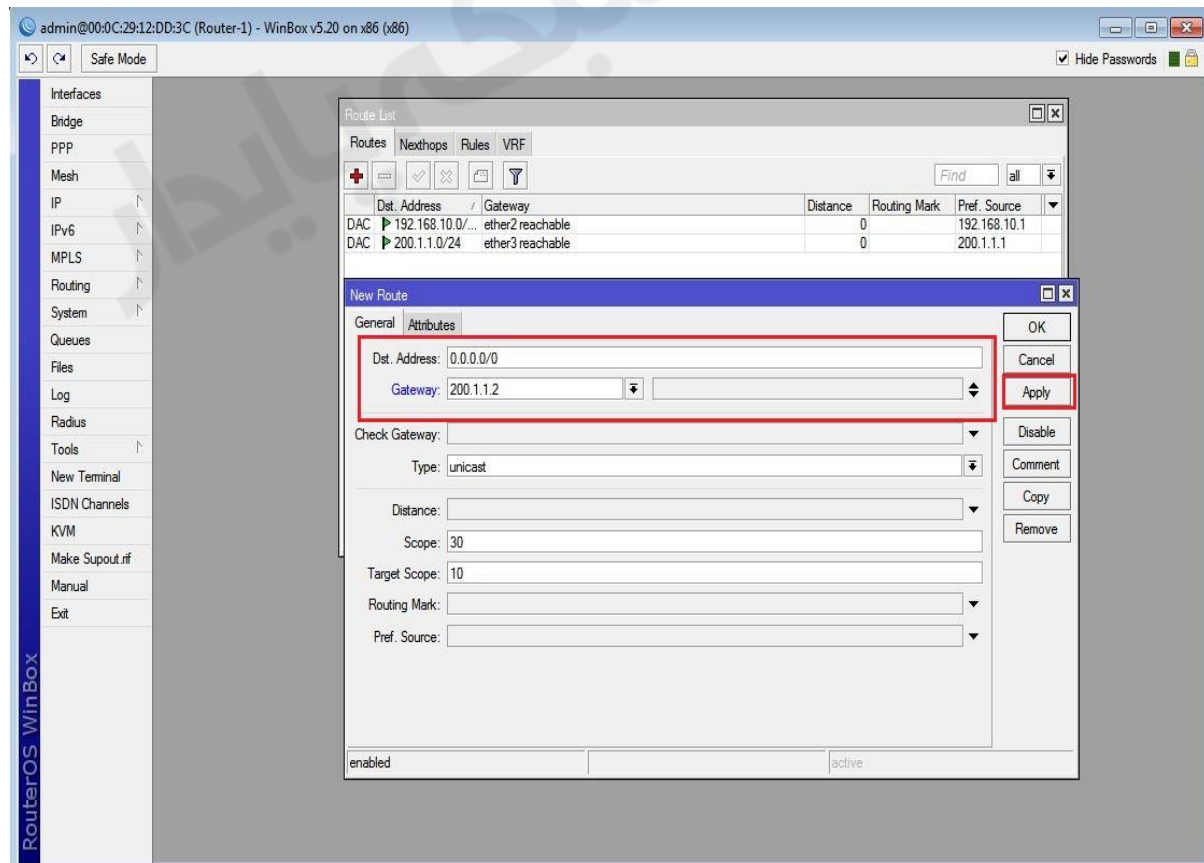 admin@00:0C:29:12:DD:3C (Router-1) - WinBox v5.20 on x86 (x86)
Safe Mode
Hide Passwords
Interfaces
Bridge
PPP
Mesh
IP
IPv6
MPLS
Routing
System
Queues
Files
Log
Radius
Tools
New Terminal
ISDN Channels
KVM
Make Supout.rif
Manual
Exit
RouterOS WinBox
Route List
Routes Nexthops Rules VRF
Find all
Dst. Address / Gateway Distance Routing Mark Pref. Source
DAC 192.168.10.0/... ether2 reachable 0 192.168.10.1
DAC 200.1.1.0/24 ether3 reachable 0 200.1.1.1
New Route
General Attributes
Dst. Address: 0.0.0.0/0
Gateway: 200.1.1.2
Check Gateway:
Type: unicast
Distance:
Scope: 30
Target Scope: 10
Routing Mark:
Pref. Source:
OK
Cancel
Apply
Disable
Comment
Copy
Remove
enabled active